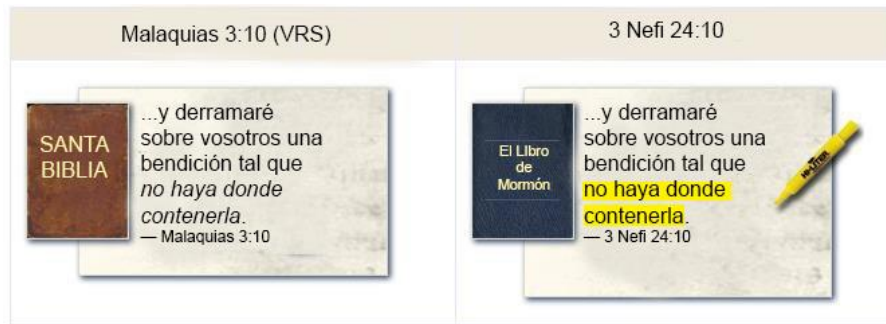 Malaquias 3:10 (VRS)
3 Nefi 24:10
SANTA
BIBLIA
...y derramaré
sobre vosotros una
bendición tal que
no haya donde
contenerla.
— Malaquias 3:10
El LIbro
de
Mormón
...y derramaré
sobre vosotros una
bendición tal que
no haya donde
contenerla.
— 3 Nefi 24:10
HI-LITER